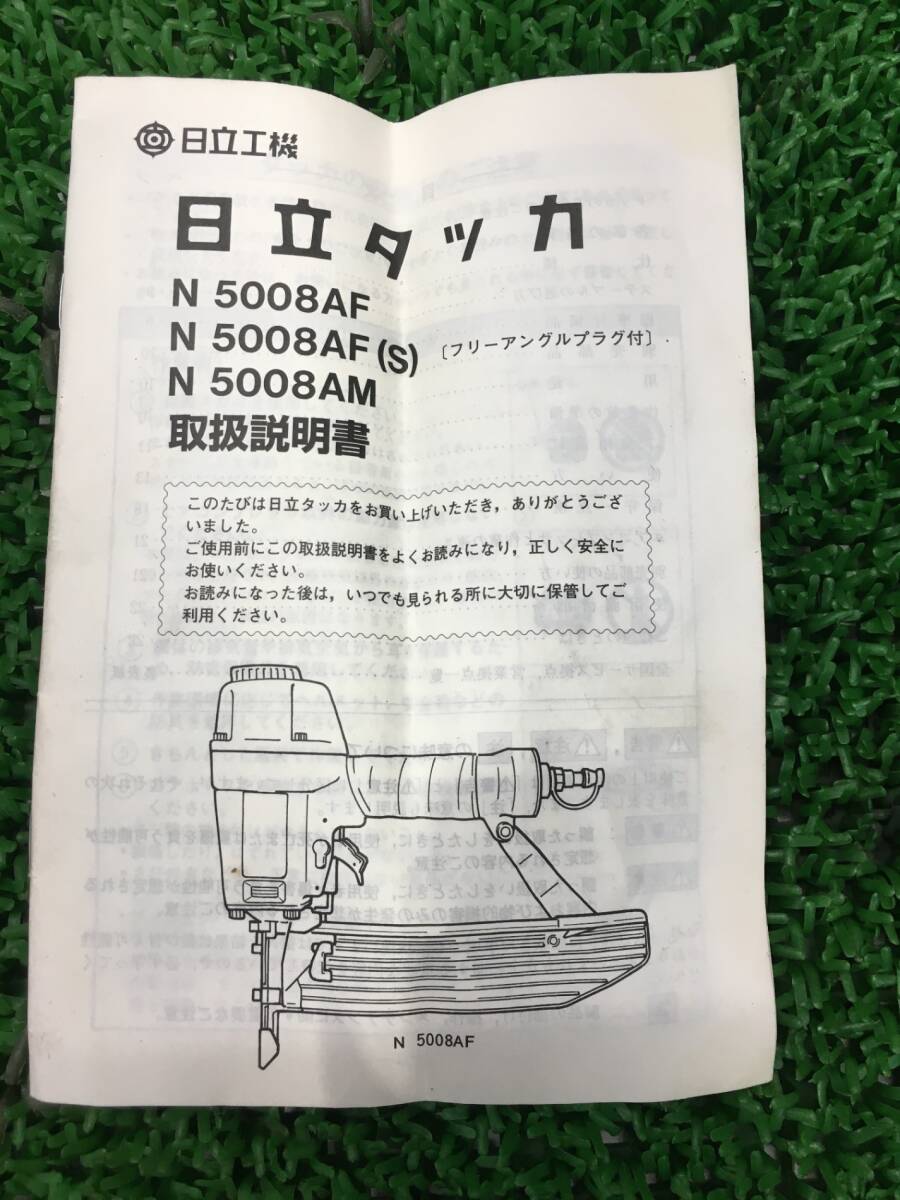 日立工機
日立タッカ
N 5008AF
N 5008AF(S) 〔フリーアングルプラグ付〕
N 5008AM
取扱説明書
このたびは日立タッカをお買い上げいただき，ありがとうござ
いました。
ご使用前にこの取扱説明書をよくお読みになり，正しく安全に
お使いください。
お読みになった後は，いつでも見られる所に大切に保管してご
利用ください。
N 5008AF